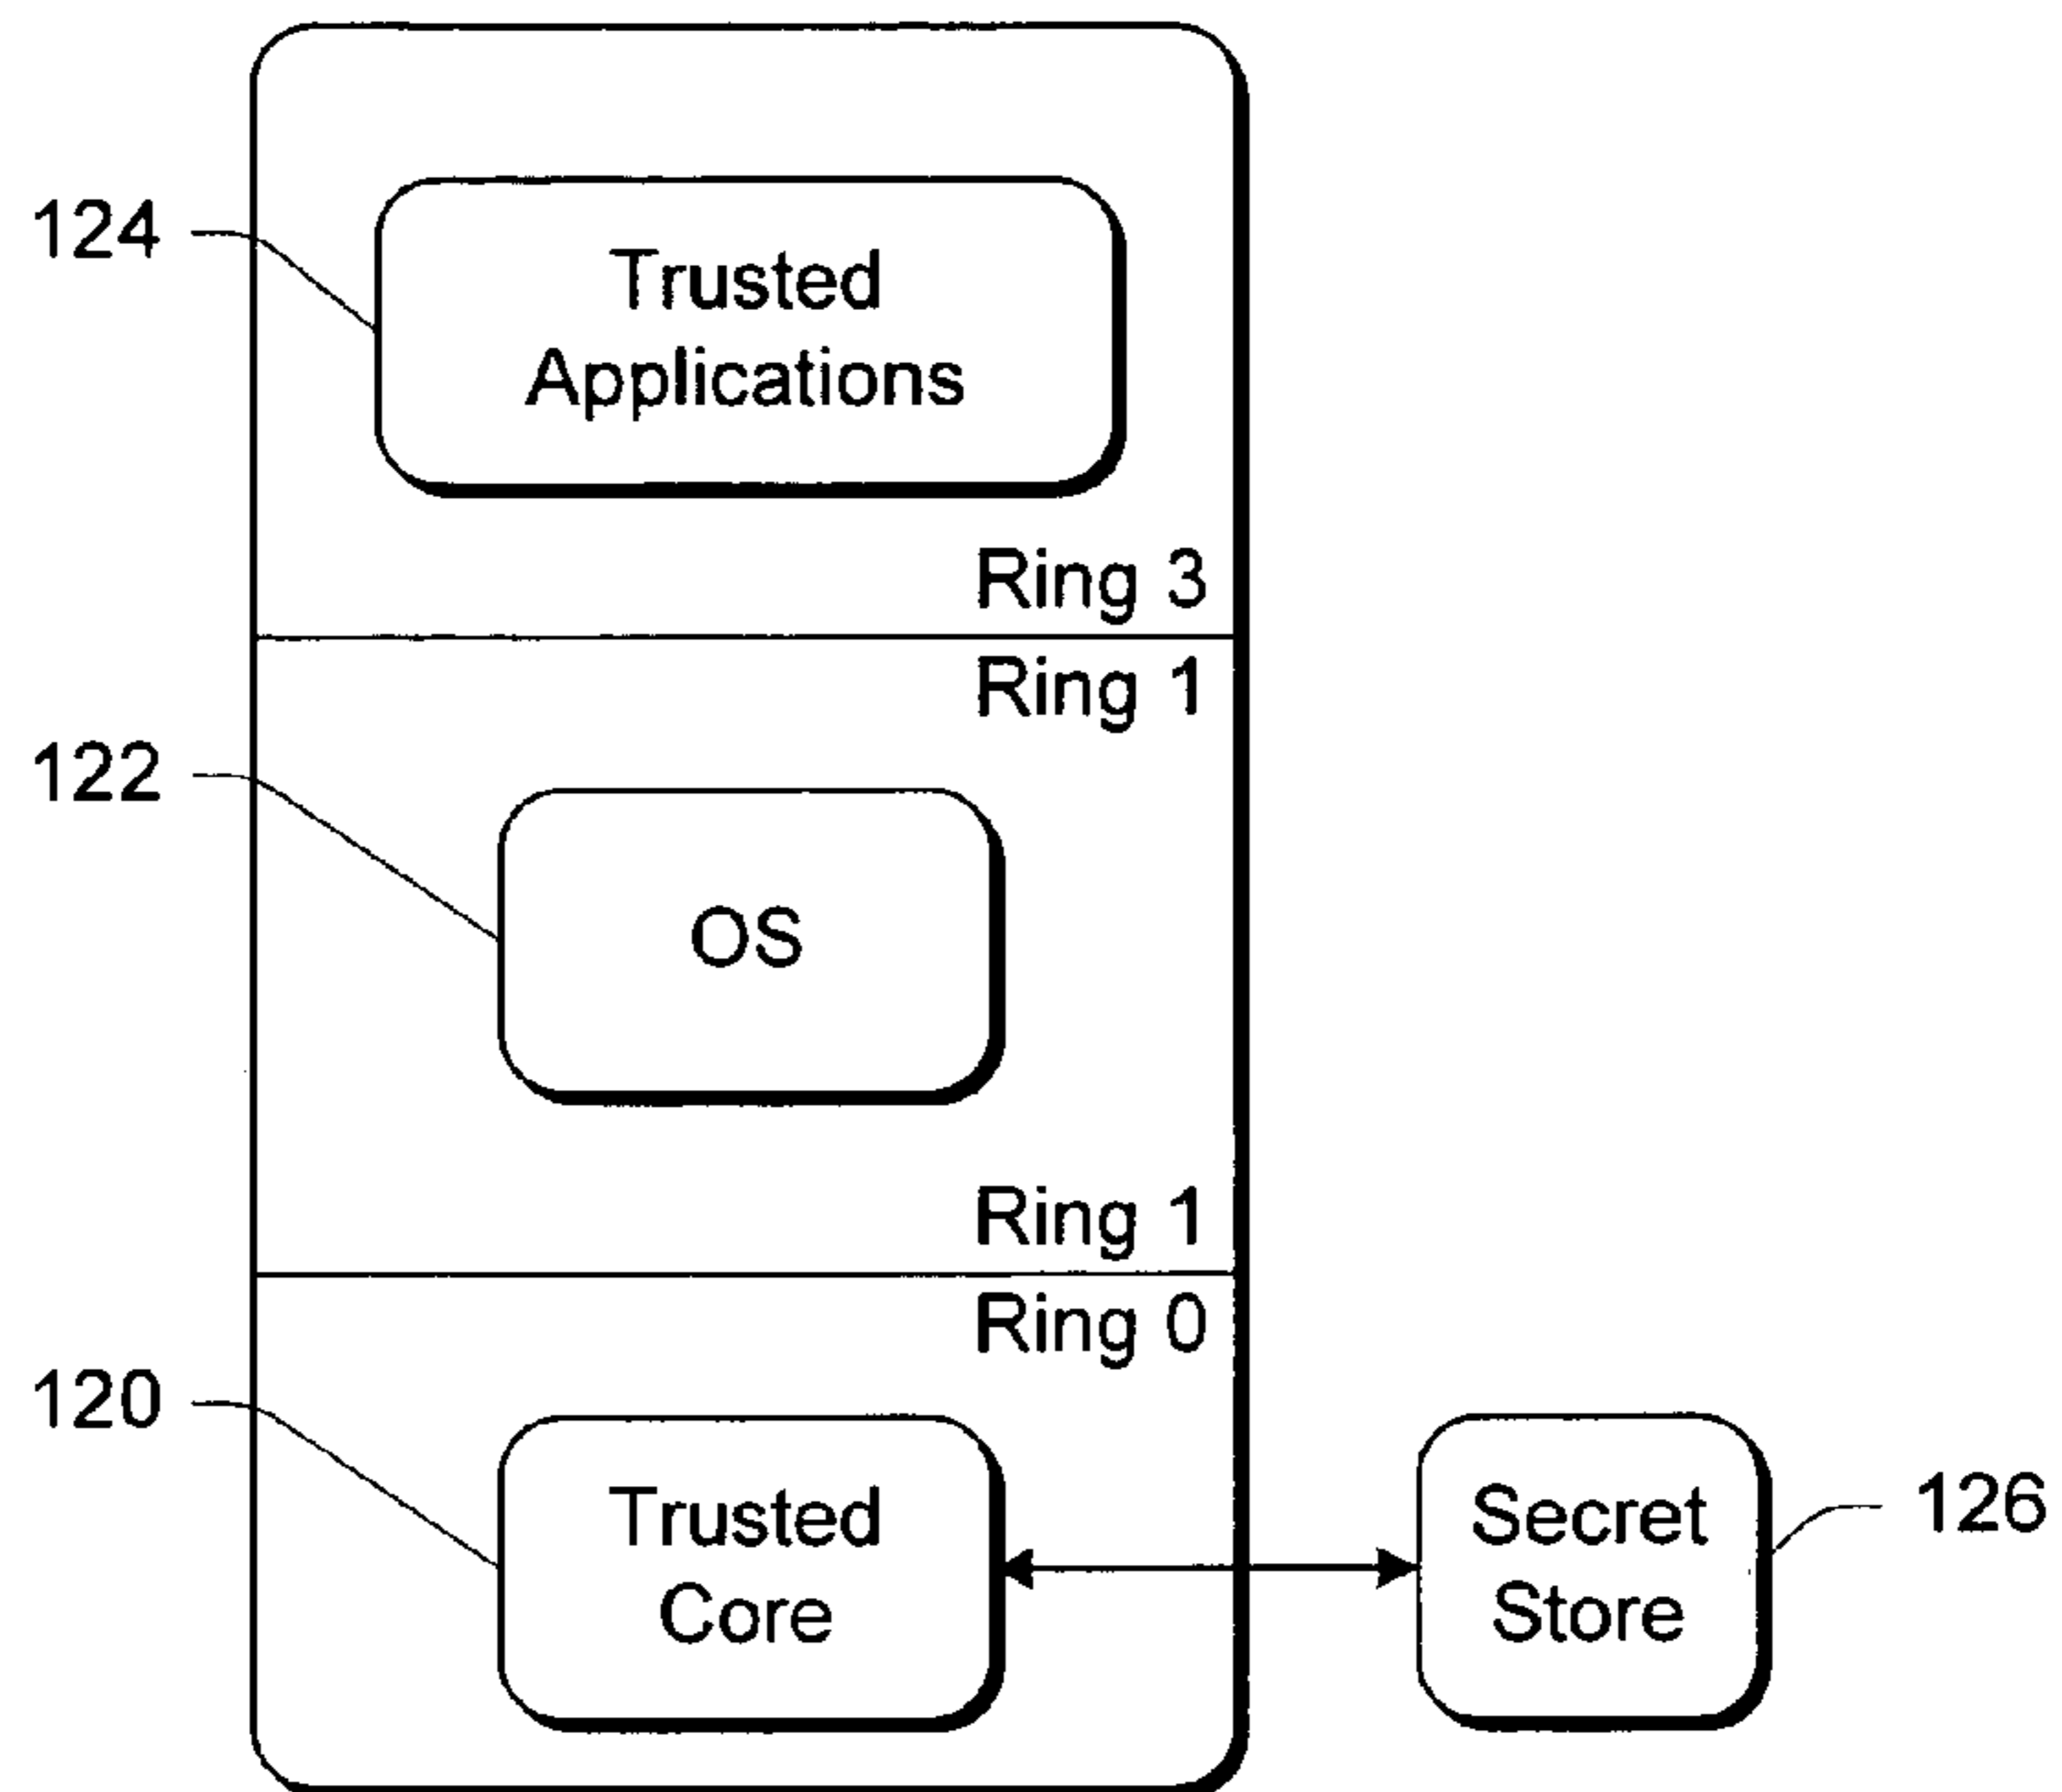 124
Trusted
Applications
Ring 3
Ring 1
122
OS
Ring 1
Ring 0
120
Trusted
Core
Secret
Store
126